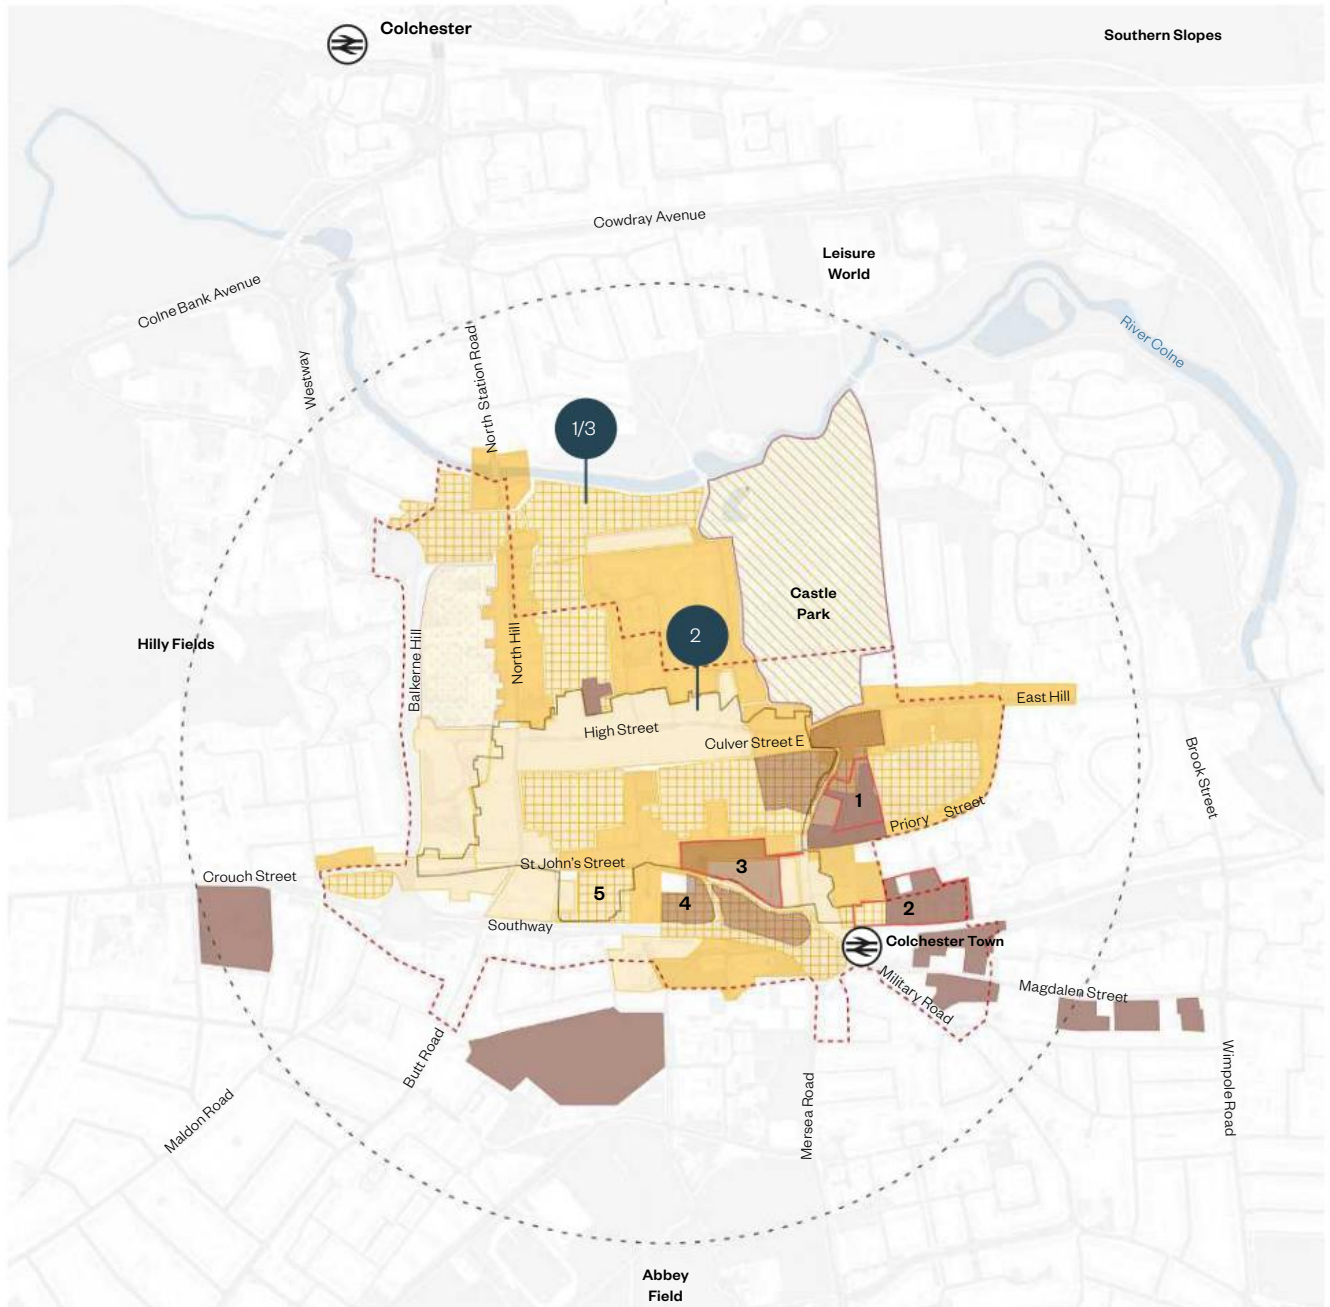 Colchester
Southern Slopes
Cowdray Avenue
Leisure
World
Colne Bank Avenue
River Colne
North Station Road
Westway
1/3
Castle
Park
2
Hilly Fields
North Hill
Balkerne Hill
East Hill
High Street
Culver Street E
Brook Street
1
Priory Street
St John's Street
3
Crouch Street
5
4
2
Southway
Colchester Town
Military Road
Magdalen Street
Butt Road
Wimpole Road
Maldon Road
Mersea Road
Abbey
Field